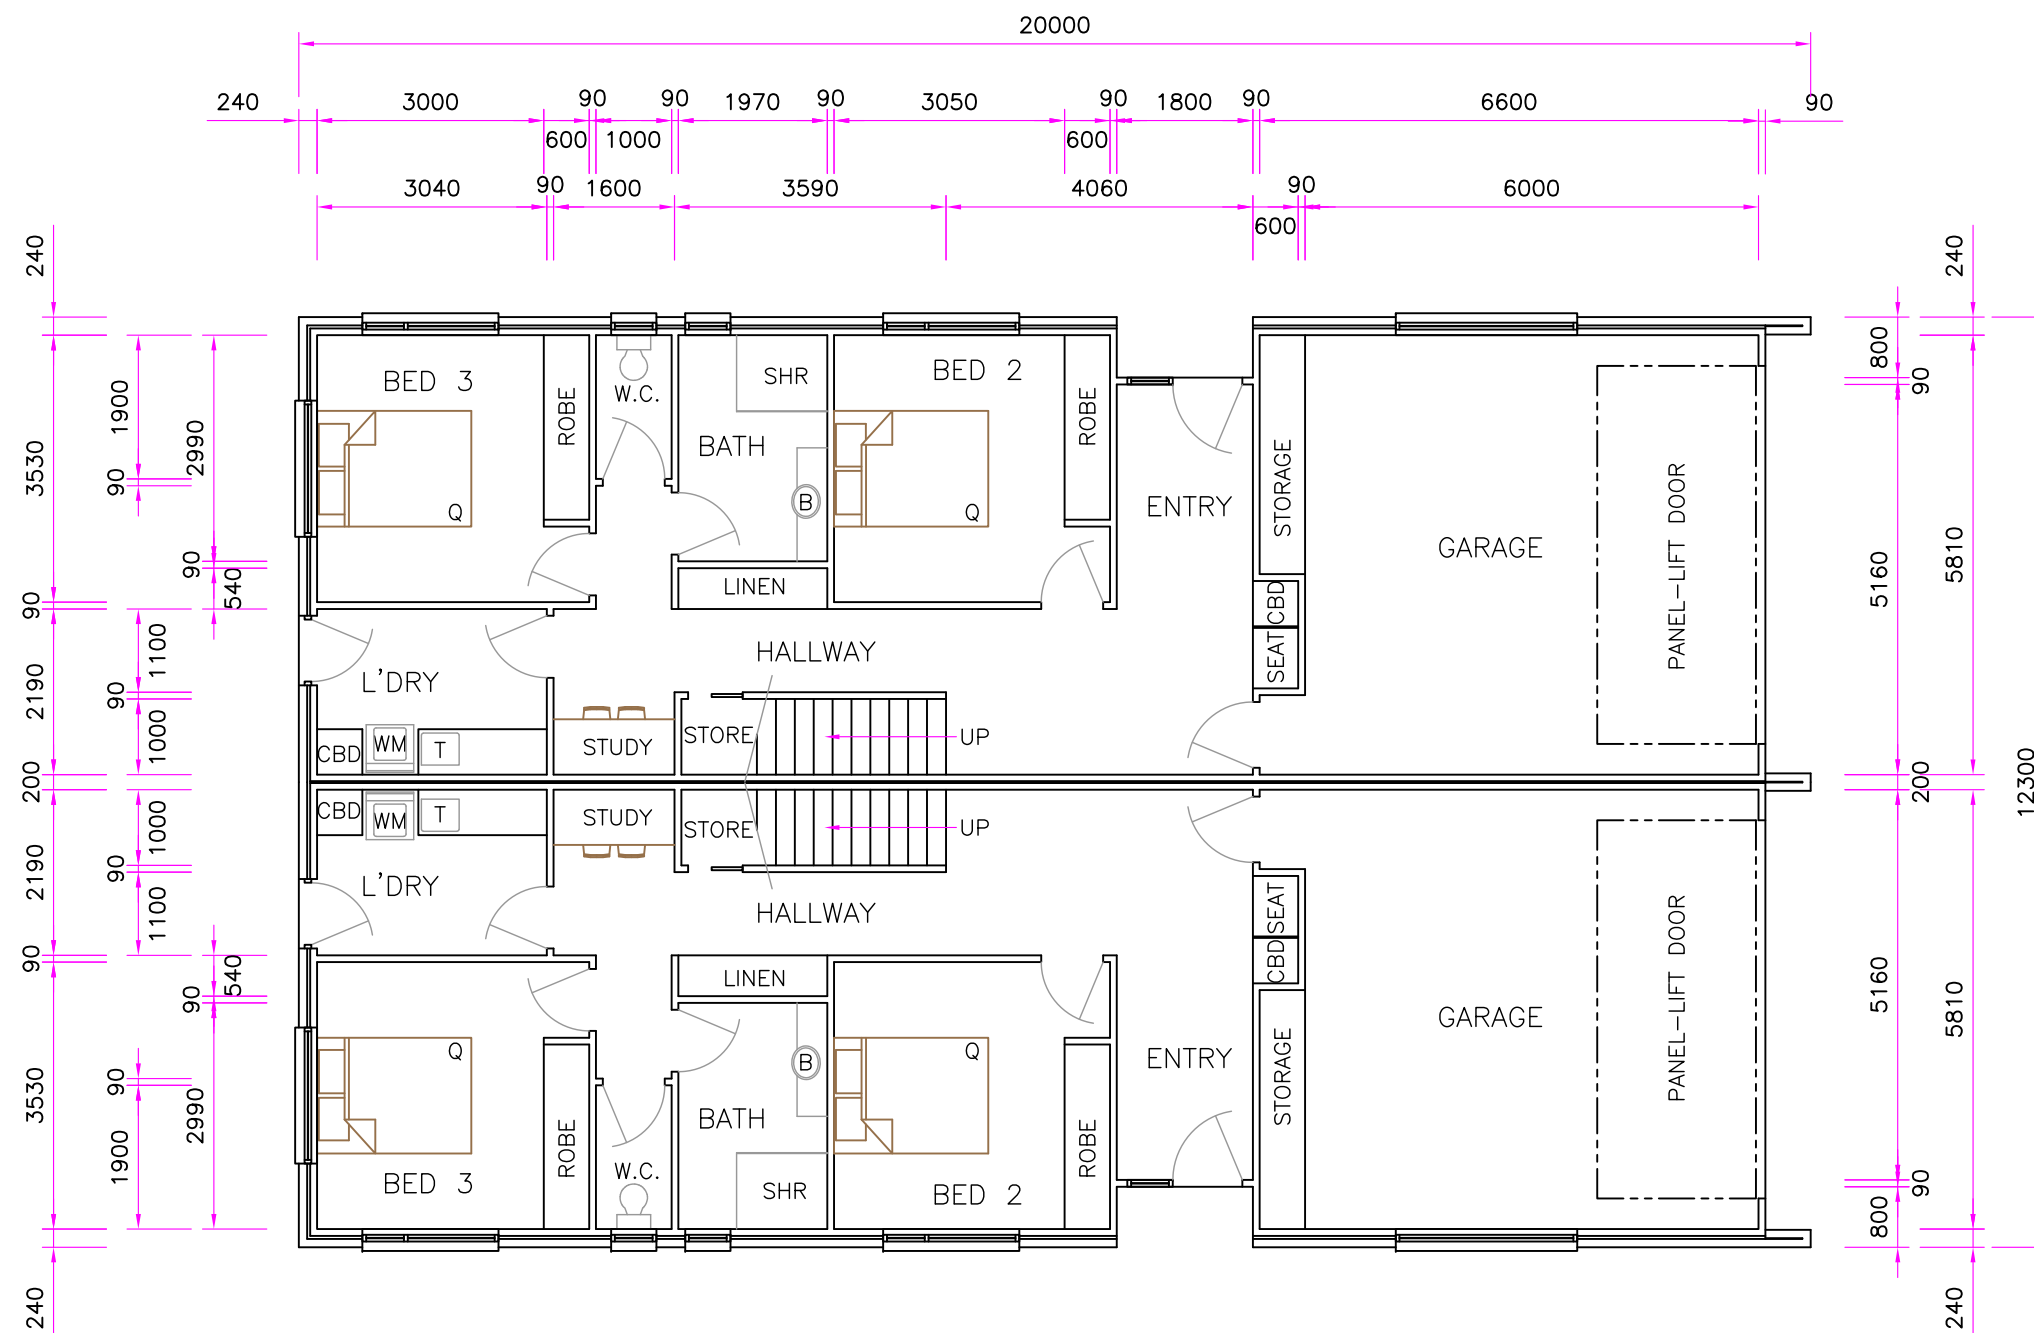 20000
240 3000 90 90 1970 90 3050 90 1800 90 6600 90
600 1000 600
3040 90 1600 3590 4060 90 6000
600
240 240
BED 3 W.C. SHR BED 2 800
90
1900 ROBE ROBE
3530 2990 BATH STORAGE PANEL-LIFT DOOR
90 Q B Q ENTRY
GARAGE 5160 5810
90 540 LINEN CBD
90
1100 HALLWAY SEAT
2190 L'DRY
90
1000 CBD WM T STUDY STORE UP
200 200 12300
1000 CBD WM T STUDY STORE UP
90
2190 L'DRY
1100 HALLWAY SEAT
90 540 LINEN CBD
90 5160 5810
GARAGE
90 Q B Q ENTRY
3530 2990 BATH STORAGE PANEL-LIFT DOOR
1900 ROBE ROBE
BED 3 W.C. SHR BED 2 90
800
240 240